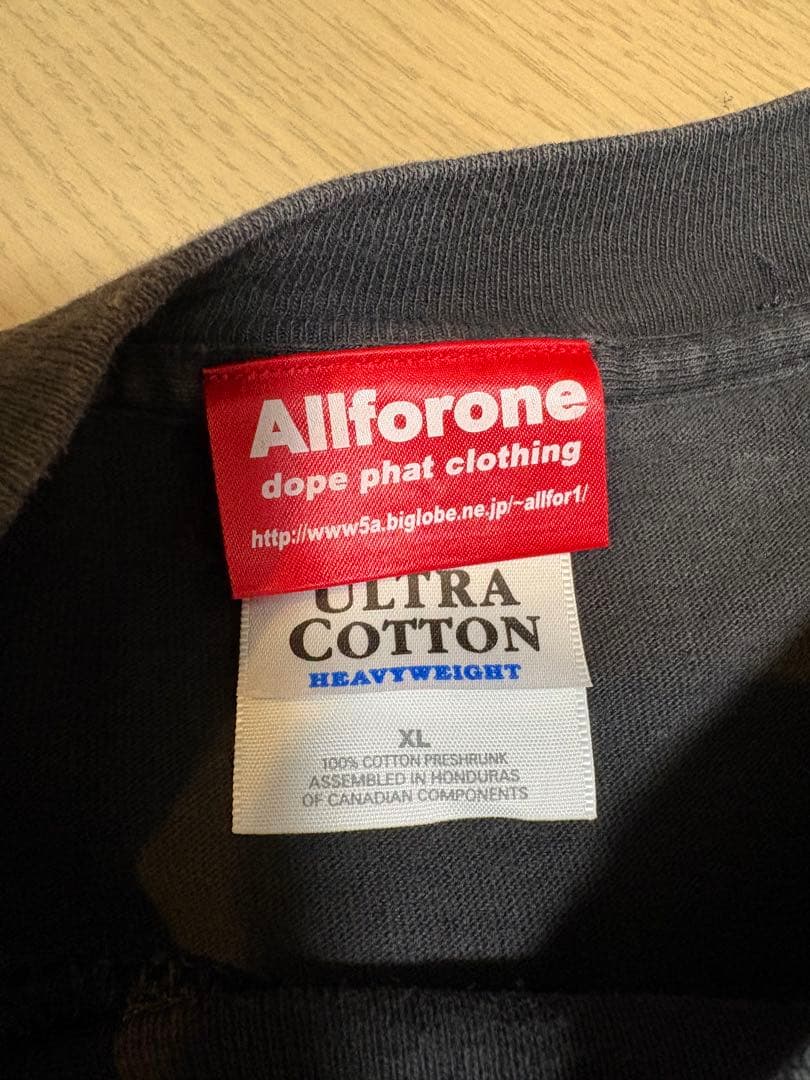 Allforone
dope phat clothing
http://www5a.biglobe.ne.jp/~allfor1/
ULTRA
COTTON
HEAVYWEIGHT
XL
100% COTTON PRESHRUNK
ASSEMBLED IN HONDURAS
OF CANADIAN COMPONENTS